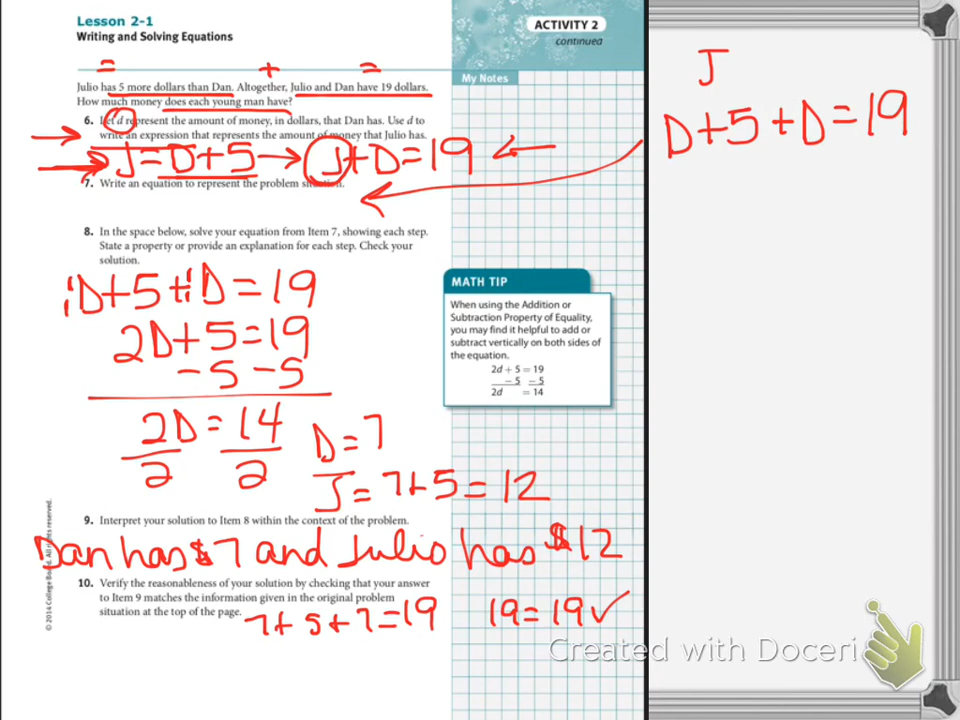 Lesson 2-1
Writing and Solving Equations
ACTIVITY 2
continued
My Notes
= + =
Julio has 5 more dollars than Dan. Altogether, Julio and Dan have 19 dollars.
How much money does each young man have?
6. Let d represent the amount of money, in dollars, that Dan has. Use d to
write an expression that represents the amount of money that Julio has.
→ J = D + 5 → J + D = 19 ←
7. Write an equation to represent the problem situation.
J
D + 5 + D = 19
8. In the space below, solve your equation from Item 7, showing each step.
State a property or provide an explanation for each step. Check your
solution.
1D + 5 + 1D = 19
2D + 5 = 19
- 5 - 5
2D = 14
2 2
D = 7
J = 7 + 5 = 12
MATH TIP
When using the Addition or
Subtraction Property of Equality,
you may find it helpful to add or
subtract vertically on both sides of
the equation.
2d + 5 = 19
- 5 - 5
2d = 14
9. Interpret your solution to Item 8 within the context of the problem.
Dan has $7 and Julio has $12
10. Verify the reasonableness of your solution by checking that your answer
to Item 9 matches the information given in the original problem
situation at the top of the page.
7 + 5 + 7 = 19 19 = 19 ✓
© 2014 College Board. All rights reserved.
Created with Doceri